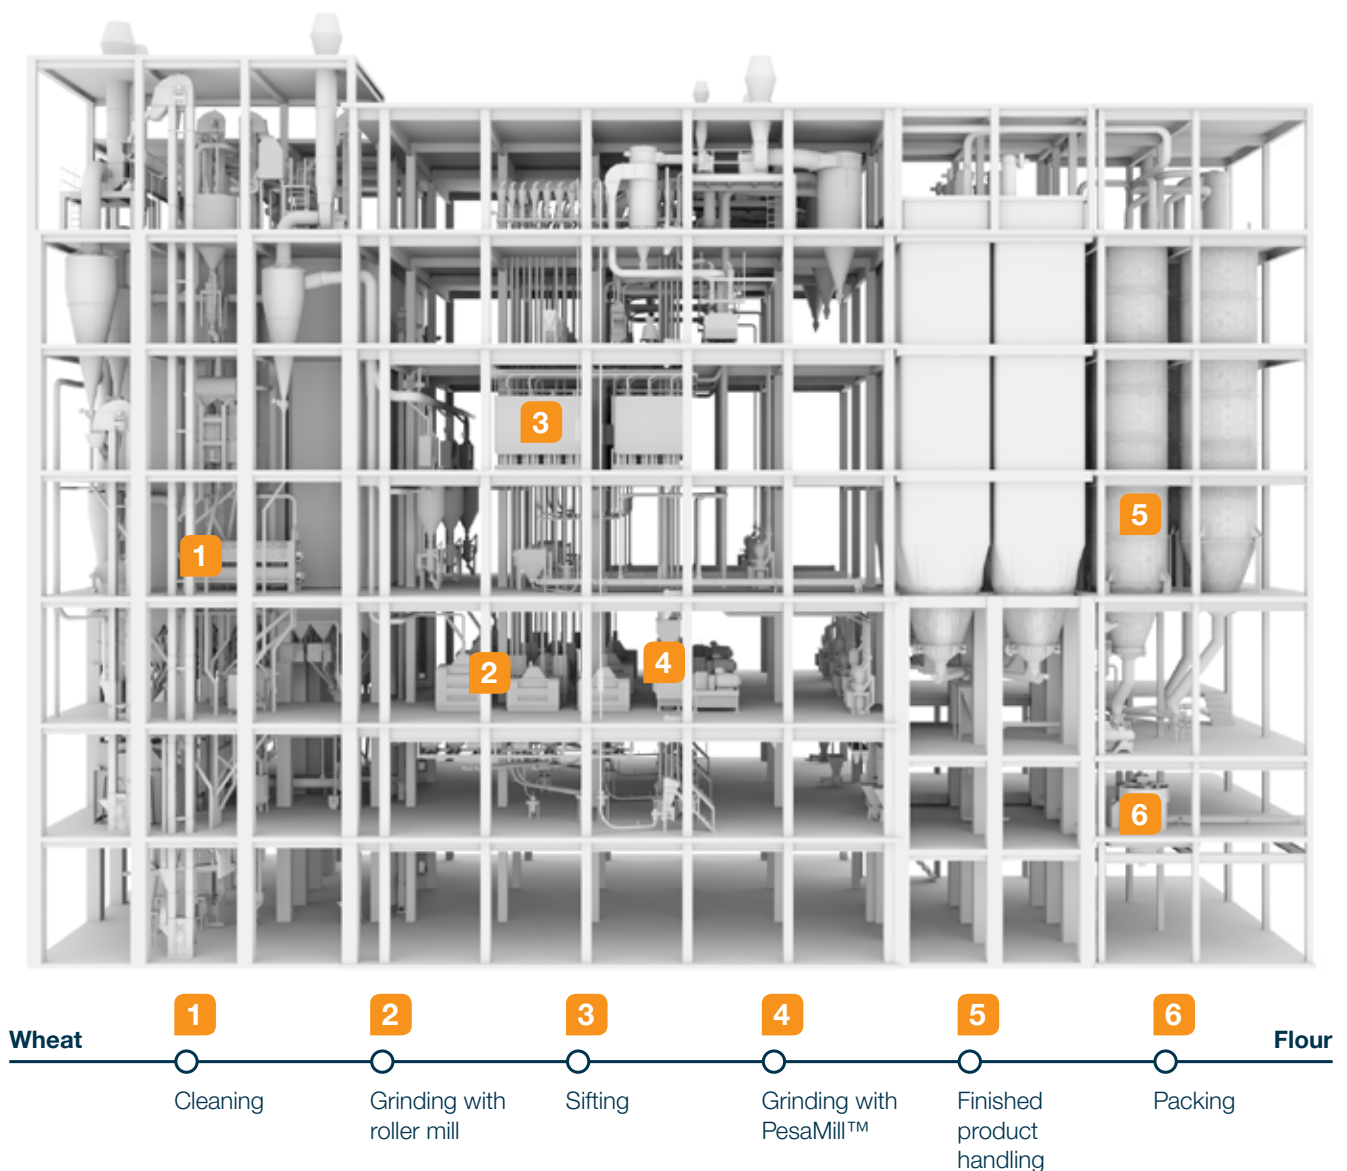 3
5
1
4
2
6
1
2
3
4
5
6
Wheat
Flour
Cleaning
Grinding with
roller mill
Sifting
Grinding with
PesaMill™
Finished
product
handling
Packing